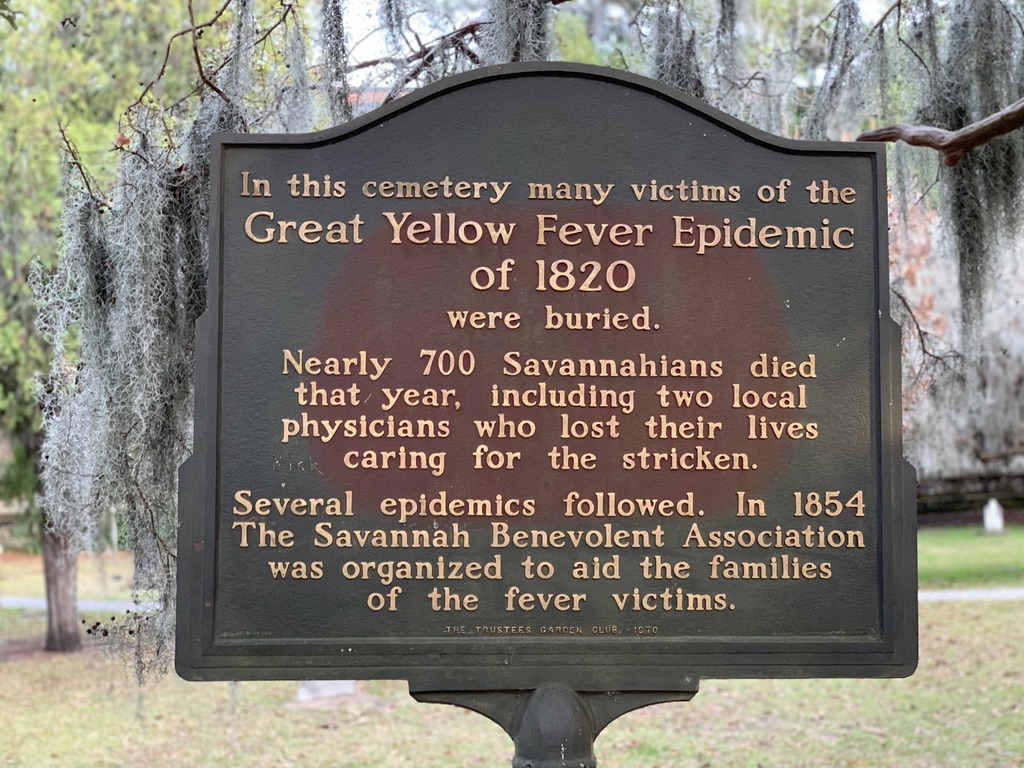 In this cemetery many victims of the
Great Yellow Fever Epidemic
of 1820
were buried.
Nearly 700 Savannahians died
that year, including two local
physicians who lost their lives
caring for the stricken.
Several epidemics followed. In 1854
The Savannah Benevolent Association
was organized to aid the families
of the fever victims.
THE TRUSTEES GARDEN CLUB, 1970